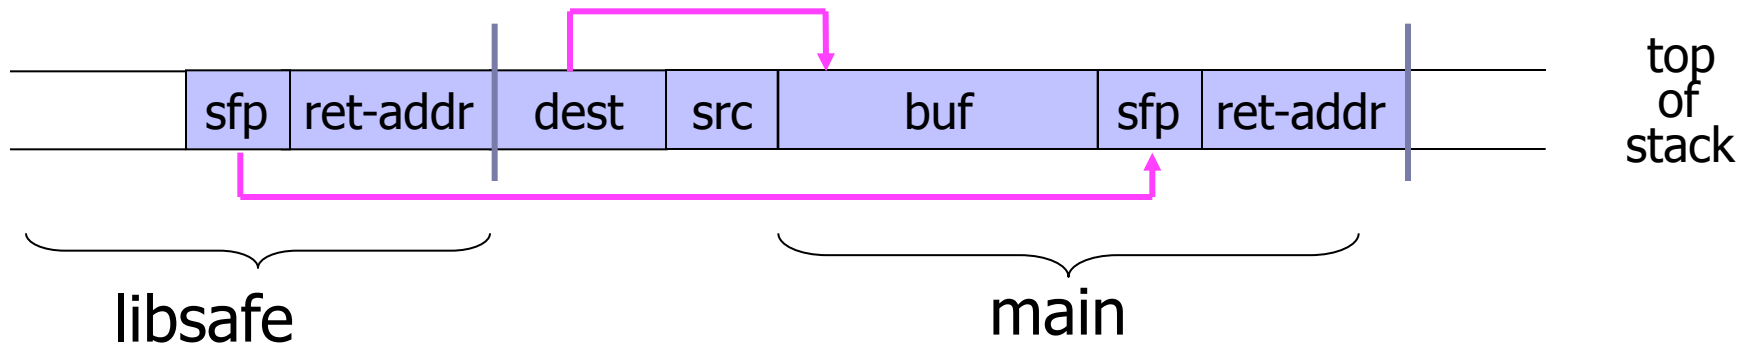 sfp ret-addr dest src buf sfp ret-addr
top
of
stack
libsafe
main